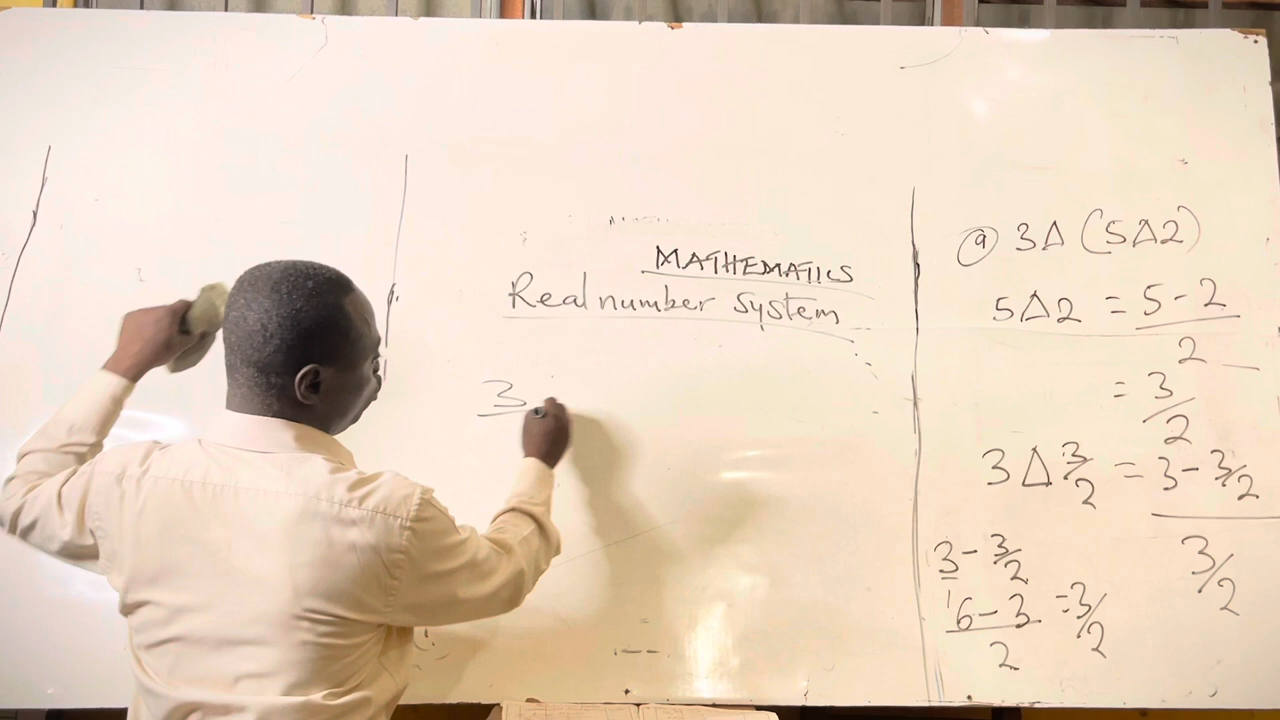 MATHEMATICS
Real number System
3
(a) 3Δ(5Δ2)
5Δ2 = 5-2
2
= 3/2
3Δ3/2 = 3-3/2
3/2
3-3/2
1
6-3 =3/2
2